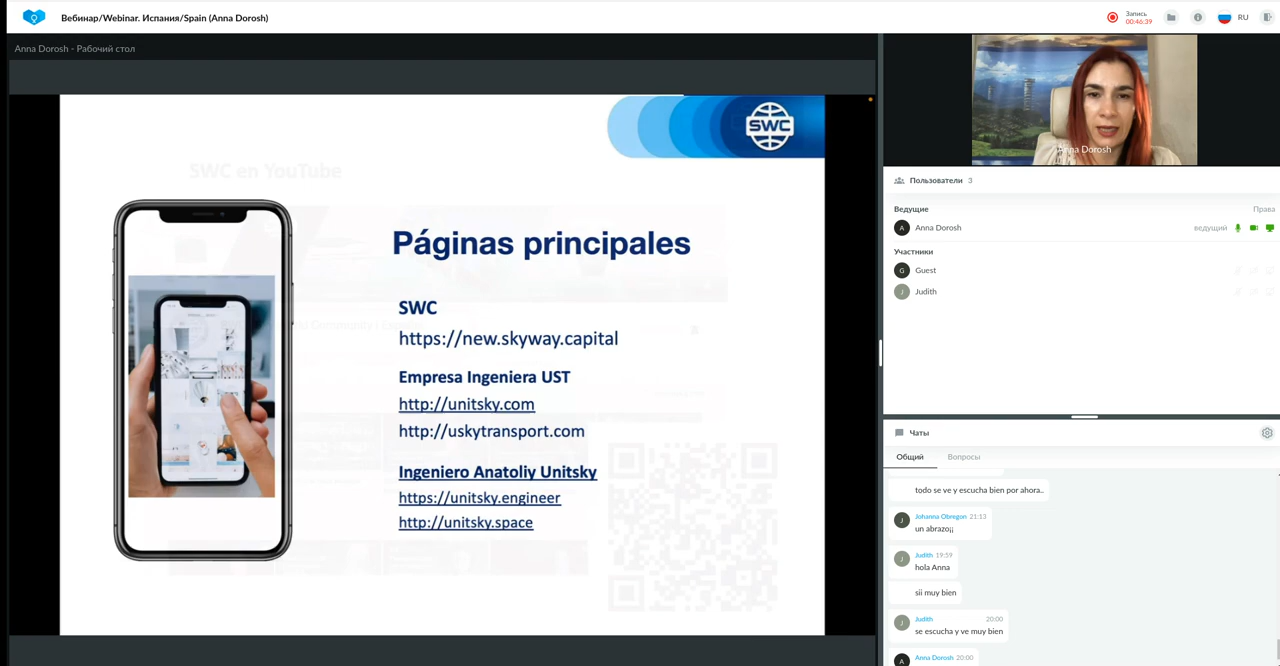 Вебинар/Webinar. Испания/Spain (Anna Dorosh)
Запись
00:46:39
RU
Anna Dorosh - Рабочий стол
SWC
SWC en YouTube
Páginas principales
SWC
https://new.skyway.capital
Empresa Ingeniera UST
http://unitsky.com
http://uskytransport.com
Ingeniero Anatoliy Unitsky
https://unitsky.engineer
http://unitsky.space
Anna Dorosh
Пользователи 3
Ведущие Права
A Anna Dorosh ведущий
Участники
G Guest
J Judith
Чаты
Общий Вопросы
todo se ve y escucha bien por ahora..
J Johanna Obregon 21:13
un abrazo¡¡
J Judith 19:59
hola Anna
sii muy bien
J Judith 20:00
se escucha y ve muy bien
A Anna Dorosh 20:00